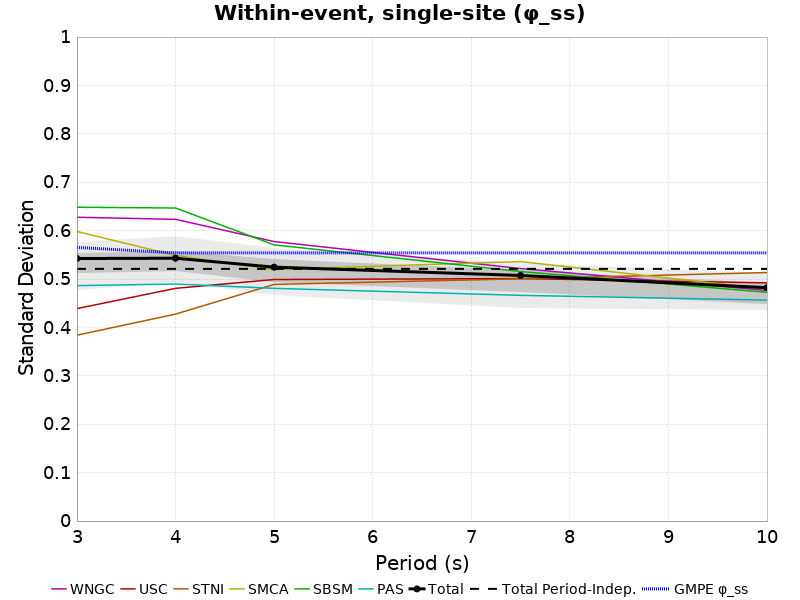 Within-event, single-site (φ_ss)
1
0.9
0.8
0.7
0.6
0.5
0.4
0.3
0.2
0.1
0
Standard Deviation
3 4 5 6 7 8 9 10
Period (s)
WNGC USC STNI SMCA SBSM PAS Total Total Period-Indep. GMPE φ_ss